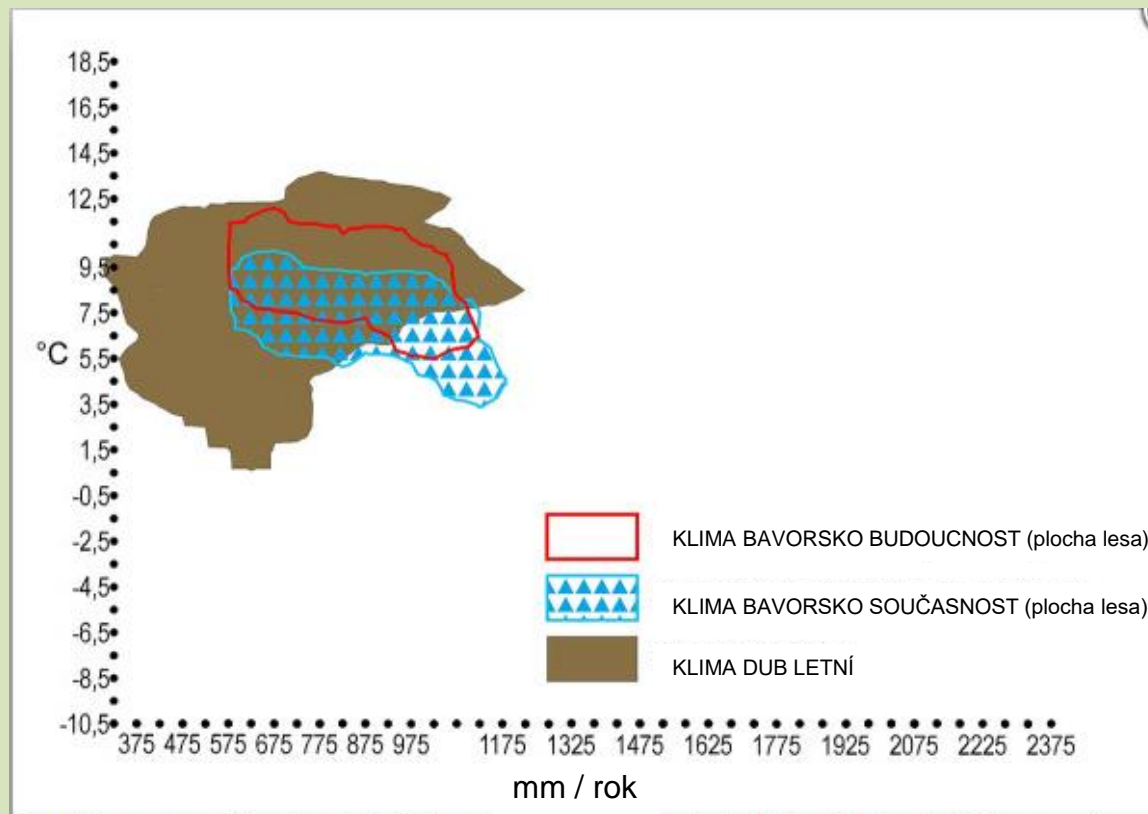 18,5
16,5
14,5
12,5
9,5
7,5
°C
5,5
3,5
1,5
-0,5
-2,5
-4,5
-6,5
-8,5
-10,5
KLIMA BAVORSKO BUDOUCNOST (plocha lesa)
KLIMA BAVORSKO SOUČASNOST (plocha lesa)
KLIMA DUB LETNÍ
375 475 575 675 775 875 975 1175 1325 1475 1625 1775 1925 2075 2225 2375
mm / rok